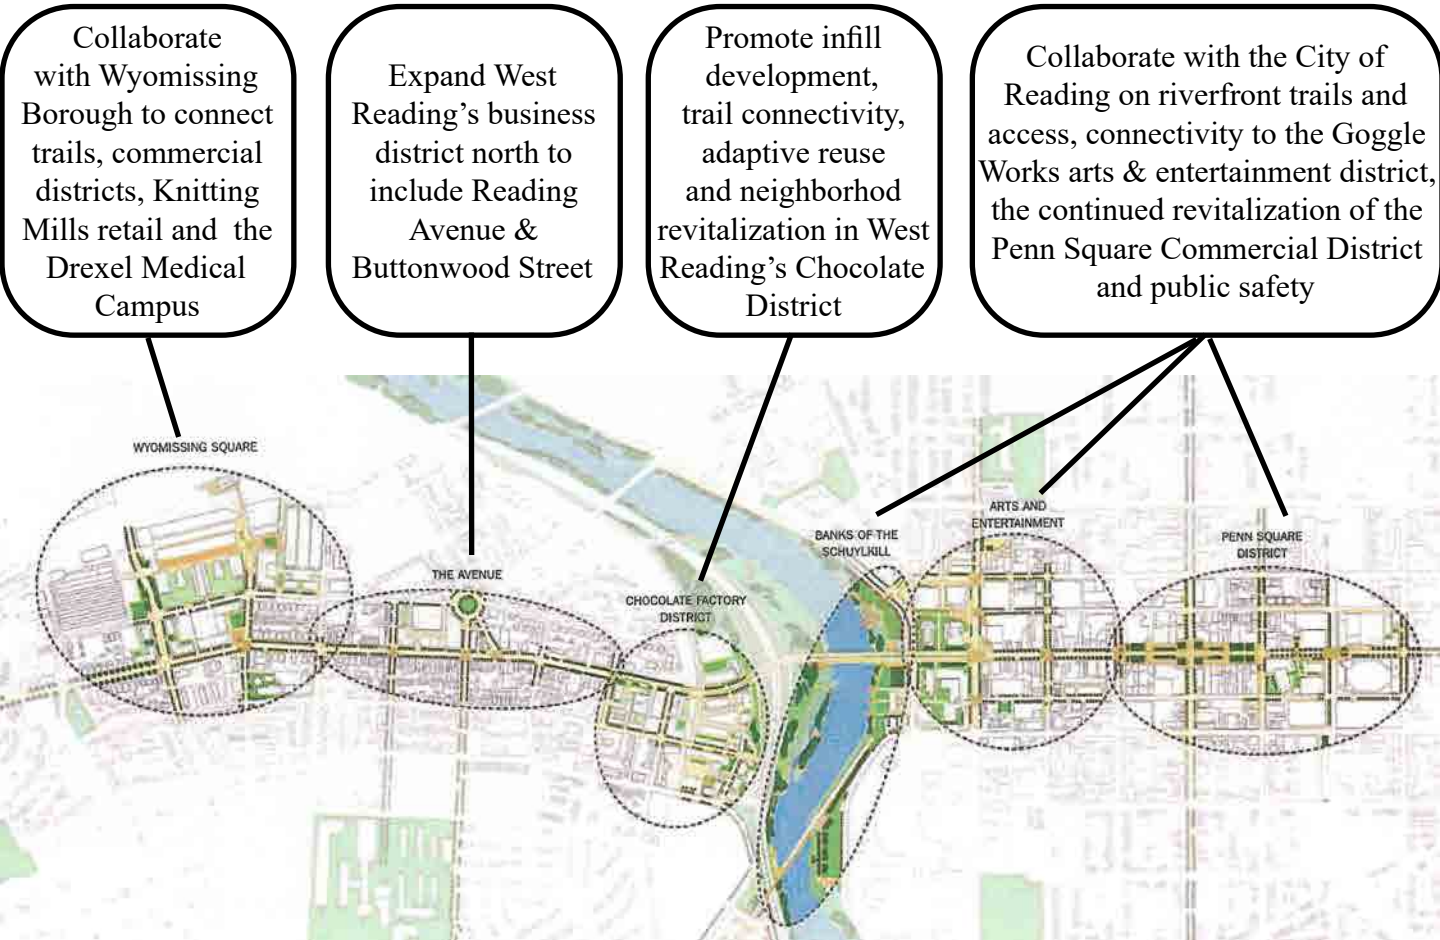 Collaborate
with Wyomissing
Borough to connect
trails, commercial
districts, Knitting
Mills retail and  the
Drexel Medical
Campus
Expand West
Reading's business
district north to
include Reading
Avenue &
Buttonwood Street
Promote infill
development,
trail connectivity,
adaptive reuse
and neighborhod
revitalization in West
Reading's Chocolate
District
Collaborate with the City of
Reading on riverfront trails and
access, connectivity to the Goggle
Works arts & entertainment district,
the continued revitalization of the
Penn Square Commercial District
and public safety
WYOMISSING SQUARE
THE AVENUE
CHOCOLATE FACTORY
DISTRICT
BANKS OF THE
SCHUYLKILL
ARTS AND
ENTERTAINMENT
PENN SQUARE
DISTRICT